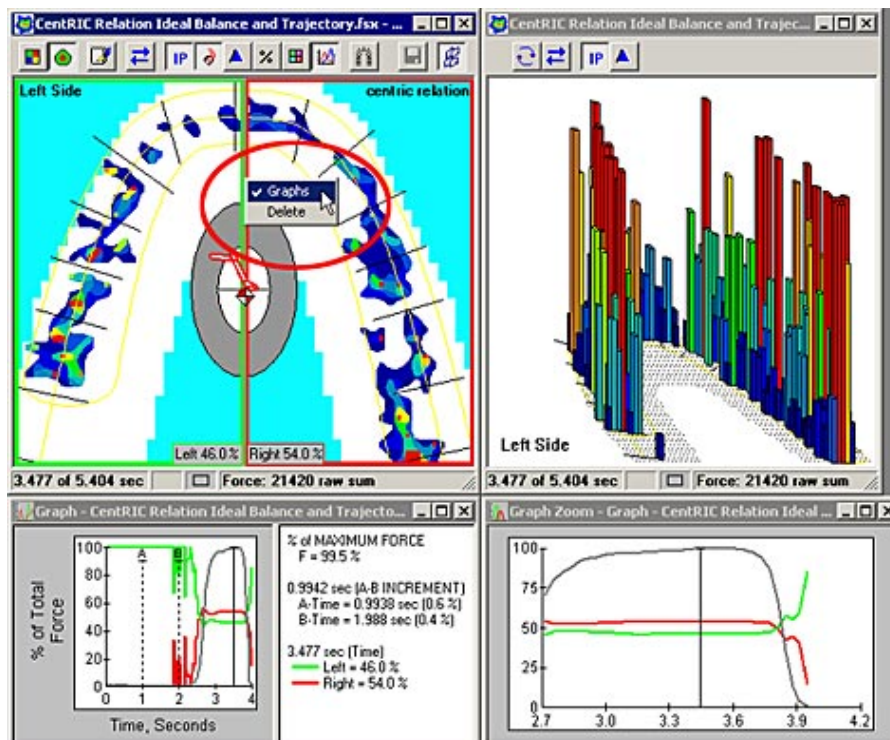 CentRIC Relation Ideal Balance and Trajectory.fsx - ...
IP
%
Left Side
centric relation
Graphs
Delete
Left 46.0%
Right 54.0%
3.477 of 5.404 sec
Force: 21420 raw sum
CentRIC Relation Ideal Balance and Trajec...
IP
Left Side
3.477 of 5.404 sec
Force: 21420 raw sum
Graph - CentRIC Relation Ideal Balance and Trajecto...
% of Total
Force
100
80
60
40
20
0
A
B
0 1 2 3 4
Time, Seconds
% of MAXIMUM FORCE
F = 99.5 %
0.9942 sec (A-B INCREMENT)
A-Time = 0.9938 sec (0.6 %)
B-Time = 1.988 sec (0.4 %)
3.477 sec (Time)
Left = 46.0 %
Right = 54.0 %
Graph Zoom - Graph - CentRIC Relation Ideal ...
100
75
50
25
0
2.7 3.0 3.3 3.6 3.9 4.2